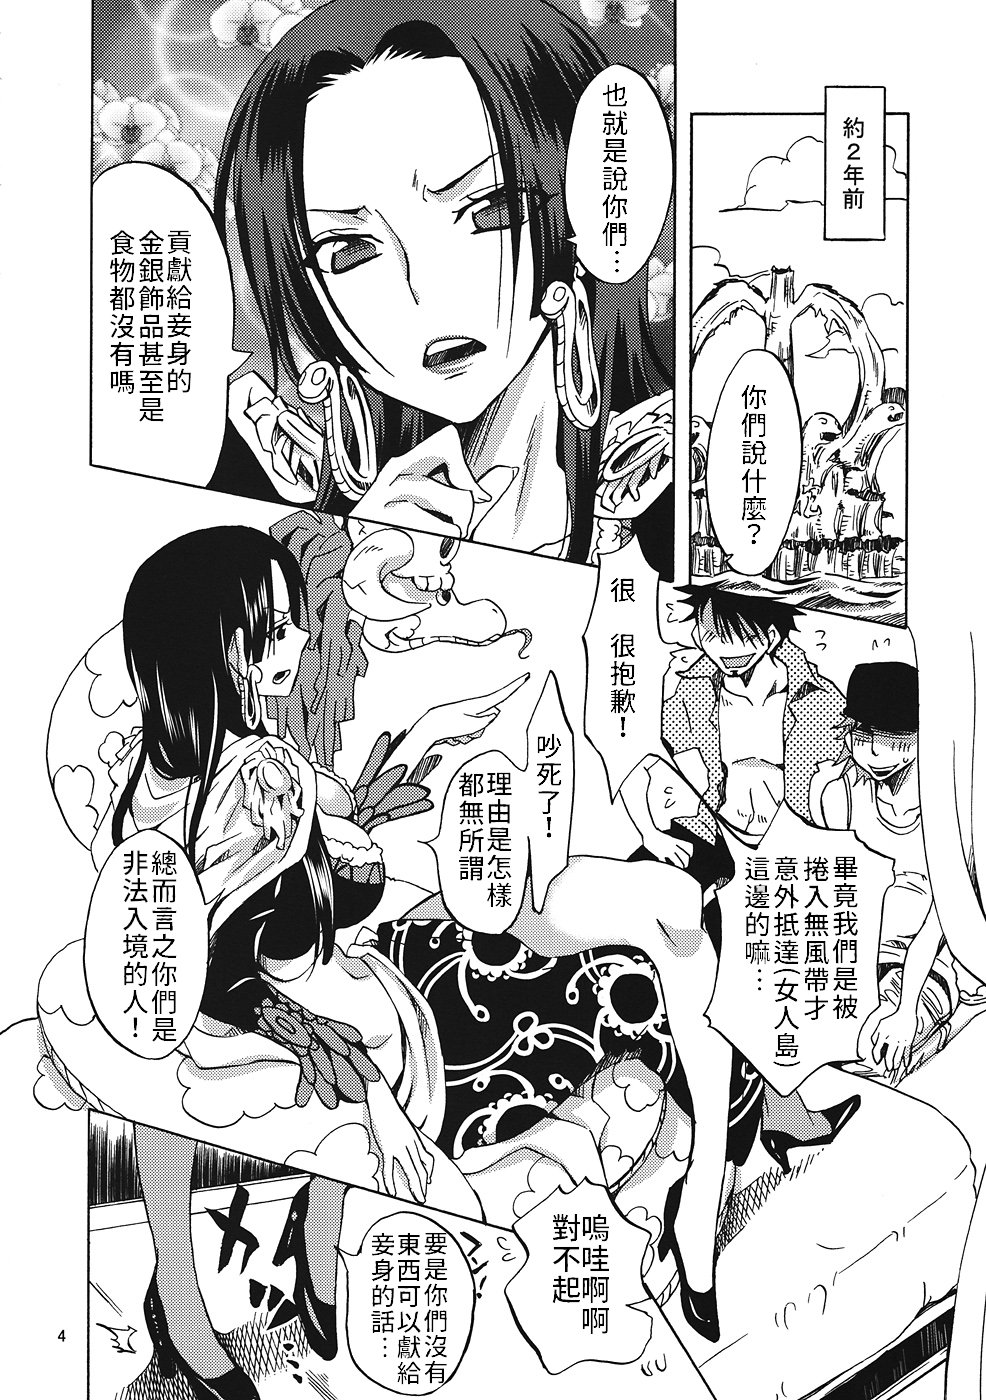 約2年前
你們說什麼?
也就是說你們…
貢獻給妾身的
金銀飾品甚至是
食物都沒有嗎
很 很抱歉!
畢竟我們是被
捲入無風帶才
意外抵達(女人島)
這邊的嘛…
吵死了!
理由是怎樣
都無所謂
總而言之你們是
非法入境的人!
嗚哇啊啊
對不起
要是你們沒有
東西可以獻給
妾身的話…
4